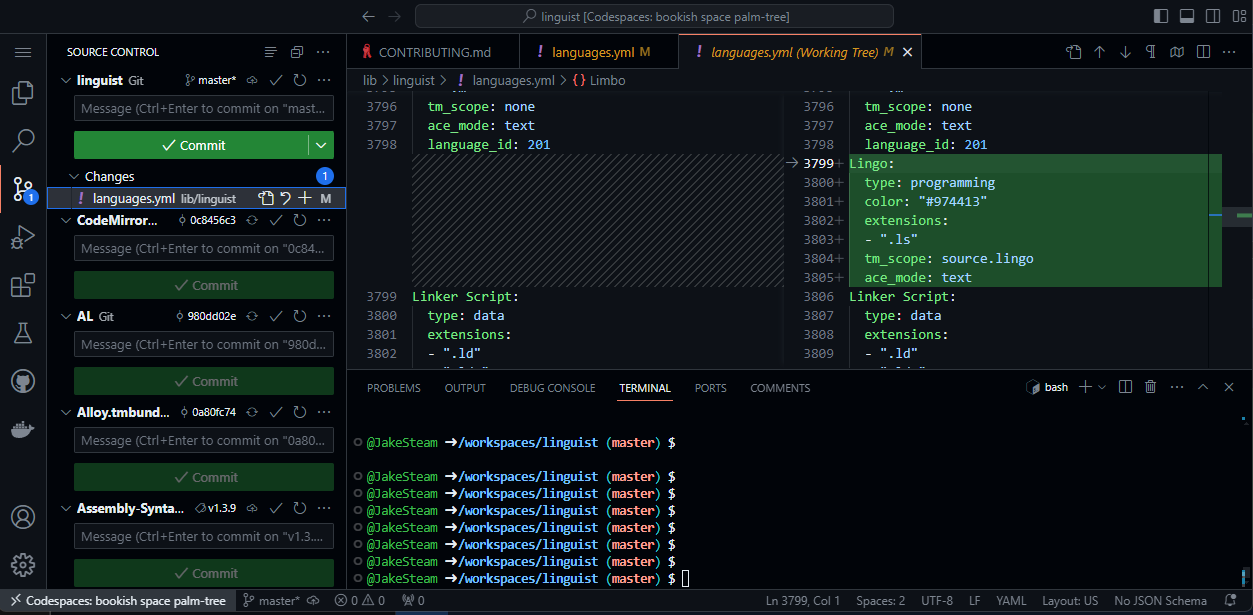 linguist [Codespaces: bookish space palm-tree]
SOURCE CONTROL
linguist Git master*
Message (Ctrl+Enter to commit on "mast...
Commit
Changes 1
! languages.yml lib/linguist M
CodeMirror... 0c8456c3
Message (Ctrl+Enter to commit on "0c84...
Commit
AL Git 980dd02e
Message (Ctrl+Enter to commit on "980d...
Commit
Alloy.tmbund... 0a80fc74
Message (Ctrl+Enter to commit on "0a80...
Commit
Assembly-Synta... v1.3.9
Message (Ctrl+Enter to commit on "v1.3....
Commit
1
CONTRIBUTING.md
! languages.yml M
! languages.yml (Working Tree) M
lib > linguist > ! languages.yml > {} Limbo
3796 tm_scope: none
3797 ace_mode: text
3798 language_id: 201
3799 Linker Script:
3800 type: data
3801 extensions:
3802 - ".ld"
3796 tm_scope: none
3797 ace_mode: text
3798 language_id: 201
3799+ Lingo:
3800+ type: programming
3801+ color: "#974413"
3802+ extensions:
3803+ - ".ls"
3804+ tm_scope: source.lingo
3805+ ace_mode: text
3806 Linker Script:
3807 type: data
3808 extensions:
3809 - ".ld"
PROBLEMS OUTPUT DEBUG CONSOLE TERMINAL PORTS COMMENTS
bash
@JakeSteam ➜/workspaces/linguist (master) $
@JakeSteam ➜/workspaces/linguist (master) $
@JakeSteam ➜/workspaces/linguist (master) $
@JakeSteam ➜/workspaces/linguist (master) $
@JakeSteam ➜/workspaces/linguist (master) $
@JakeSteam ➜/workspaces/linguist (master) $
@JakeSteam ➜/workspaces/linguist (master) $
@JakeSteam ➜/workspaces/linguist (master) $
Codespaces: bookish space palm-tree master* 0 0 0
Ln 3799, Col 1 Spaces: 2 UTF-8 LF YAML Layout: US No JSON Schema